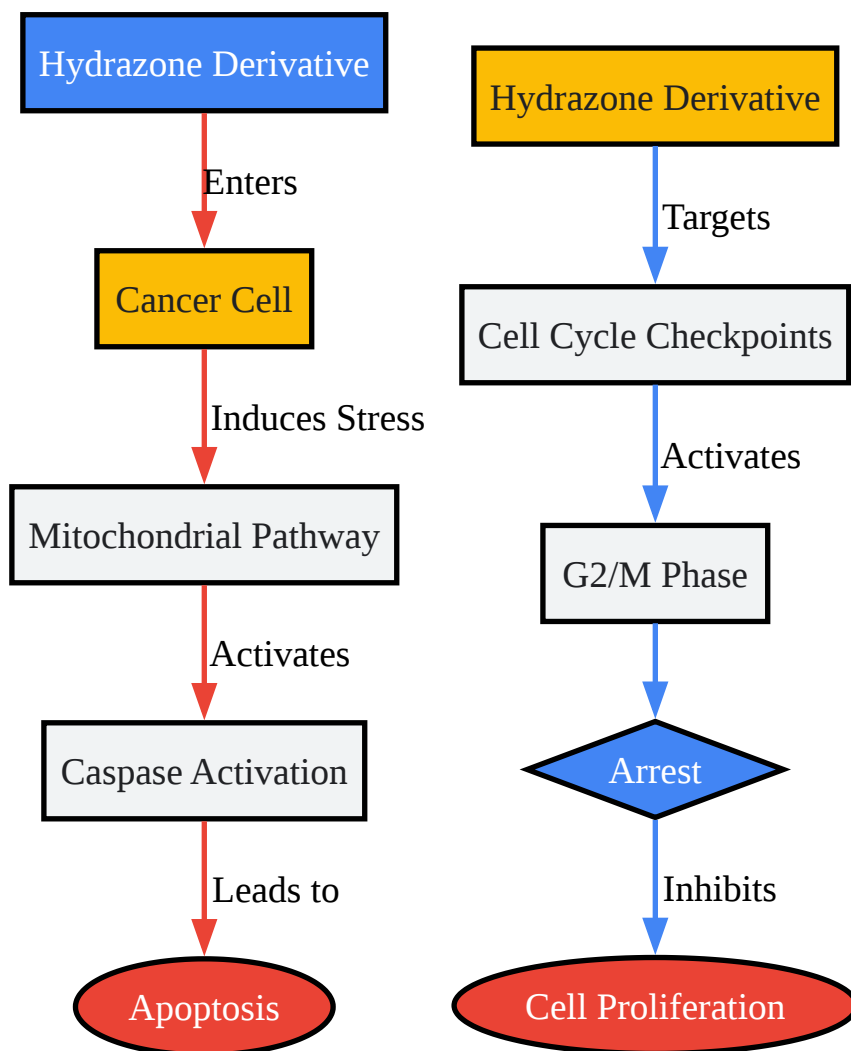 Hydrazone Derivative
Enters
Cancer Cell
Induces Stress
Mitochondrial Pathway
Activates
Caspase Activation
Leads to
Apoptosis
Hydrazone Derivative
Targets
Cell Cycle Checkpoints
Activates
G2/M Phase
Arrest
Inhibits
Cell Proliferation